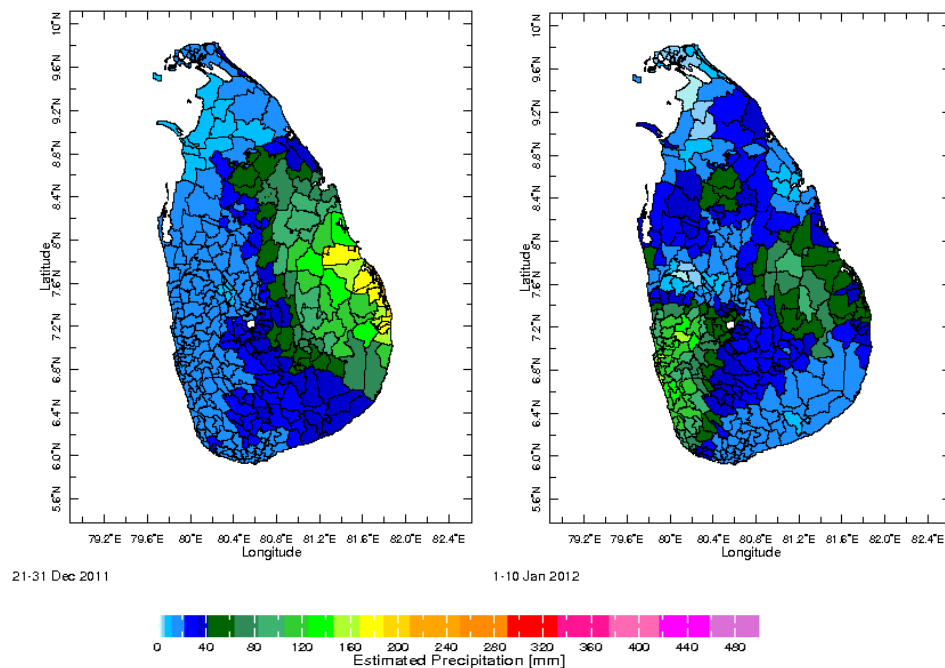 10°N
9.6°N
9.2°N
8.8°N
8.4°N
8°N
7.6°N
7.2°N
6.8°N
6.4°N
6.0°N
5.6°N
Latitude
79.2°E 79.6°E 80°E 80.4°E 80.8°E 81.2°E 81.6°E 82.0°E 82.4°E
Longitude
21-31 Dec 2011
10°N
9.6°N
9.2°N
8.8°N
8.4°N
8°N
7.6°N
7.2°N
6.8°N
6.4°N
6.0°N
5.6°N
Latitude
79.2°E 79.6°E 80°E 80.4°E 80.8°E 81.2°E 81.6°E 82.0°E 82.4°E
Longitude
1-10 Jan 2012
0 40 80 120 160 200 240 280 320 360 400 440 480
Estimated Precipitation [mm]